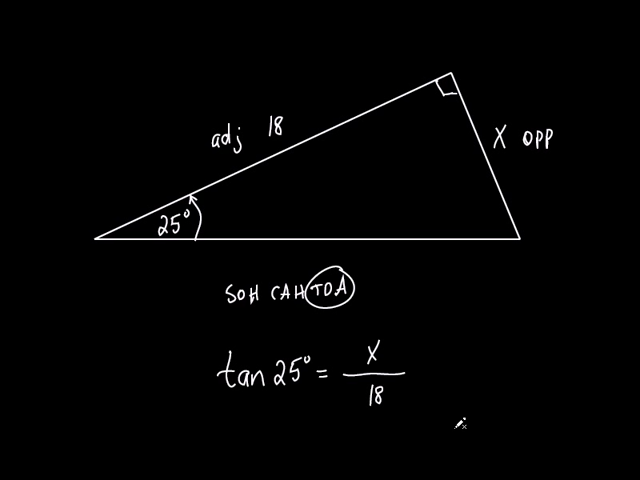 adj 18
X OPP
25°
SOH CAH TOA
tan 25° = X
18